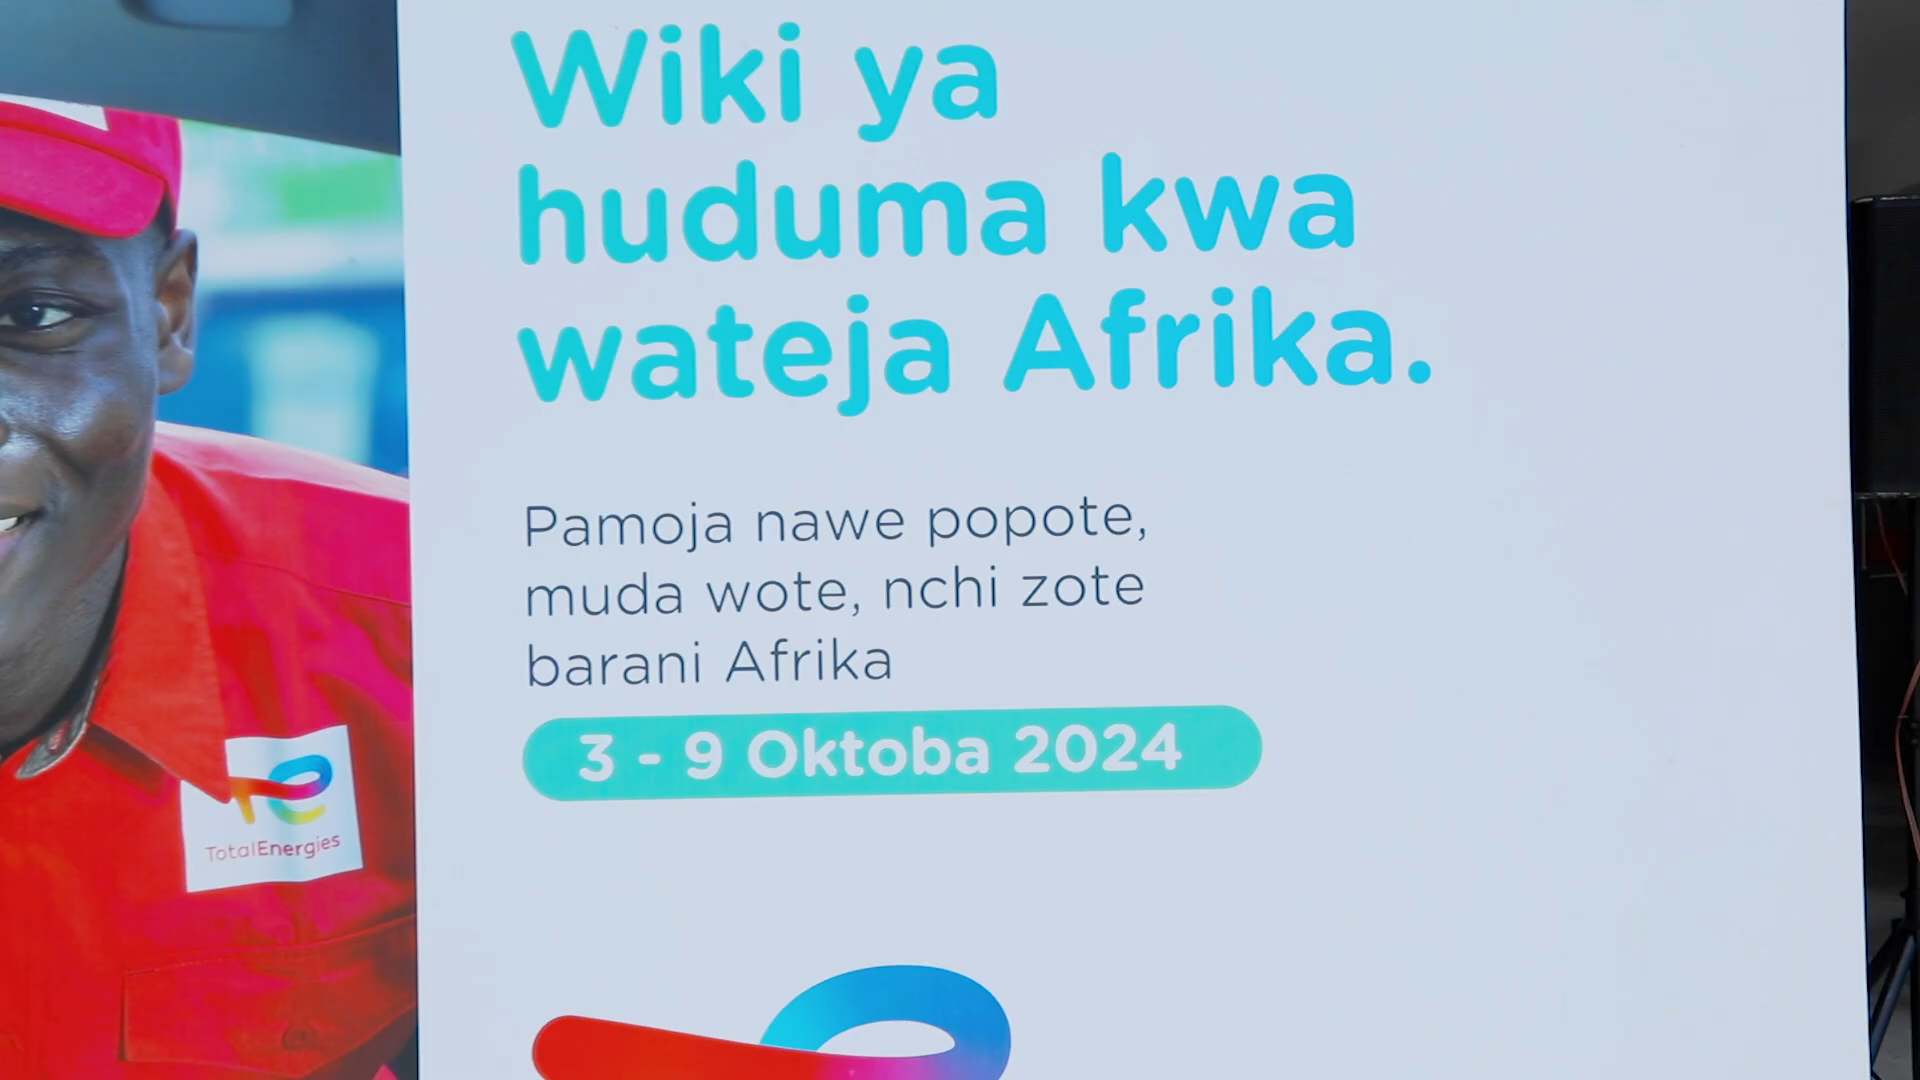 Wiki ya
huduma kwa
wateja Afrika.
Pamoja nawe popote,
muda wote, nchi zote
barani Afrika
3 - 9 Oktoba 2024
TotalEnergies